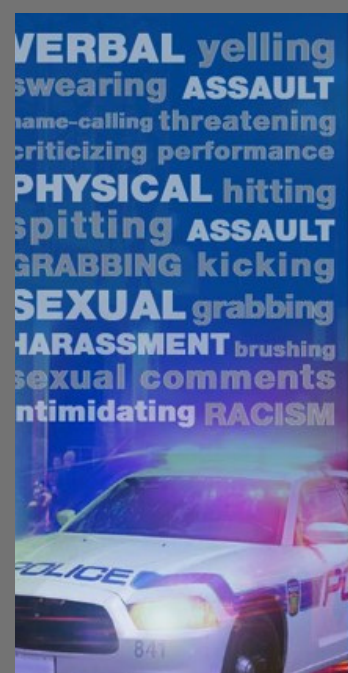 VERBAL yelling
swearing ASSAULT
name-calling threatening
criticizing performance
PHYSICAL hitting
spitting ASSAULT
GRABBING kicking
SEXUAL grabbing
HARASSMENT brushing
sexual comments
ntimidating RACISM
POLICE
841